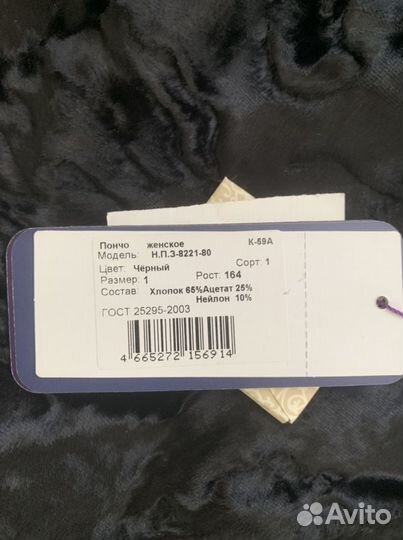 Пончо женское К-59А
Модель: Н.П.З-8221-80
Цвет: Чёрный Сорт: 1
Размер: 1 Рост: 164
Состав: Хлопок 65%Ацетат 25%
Нейлон 10%
ГОСТ 25295-2003
4 665272 156914
Avito